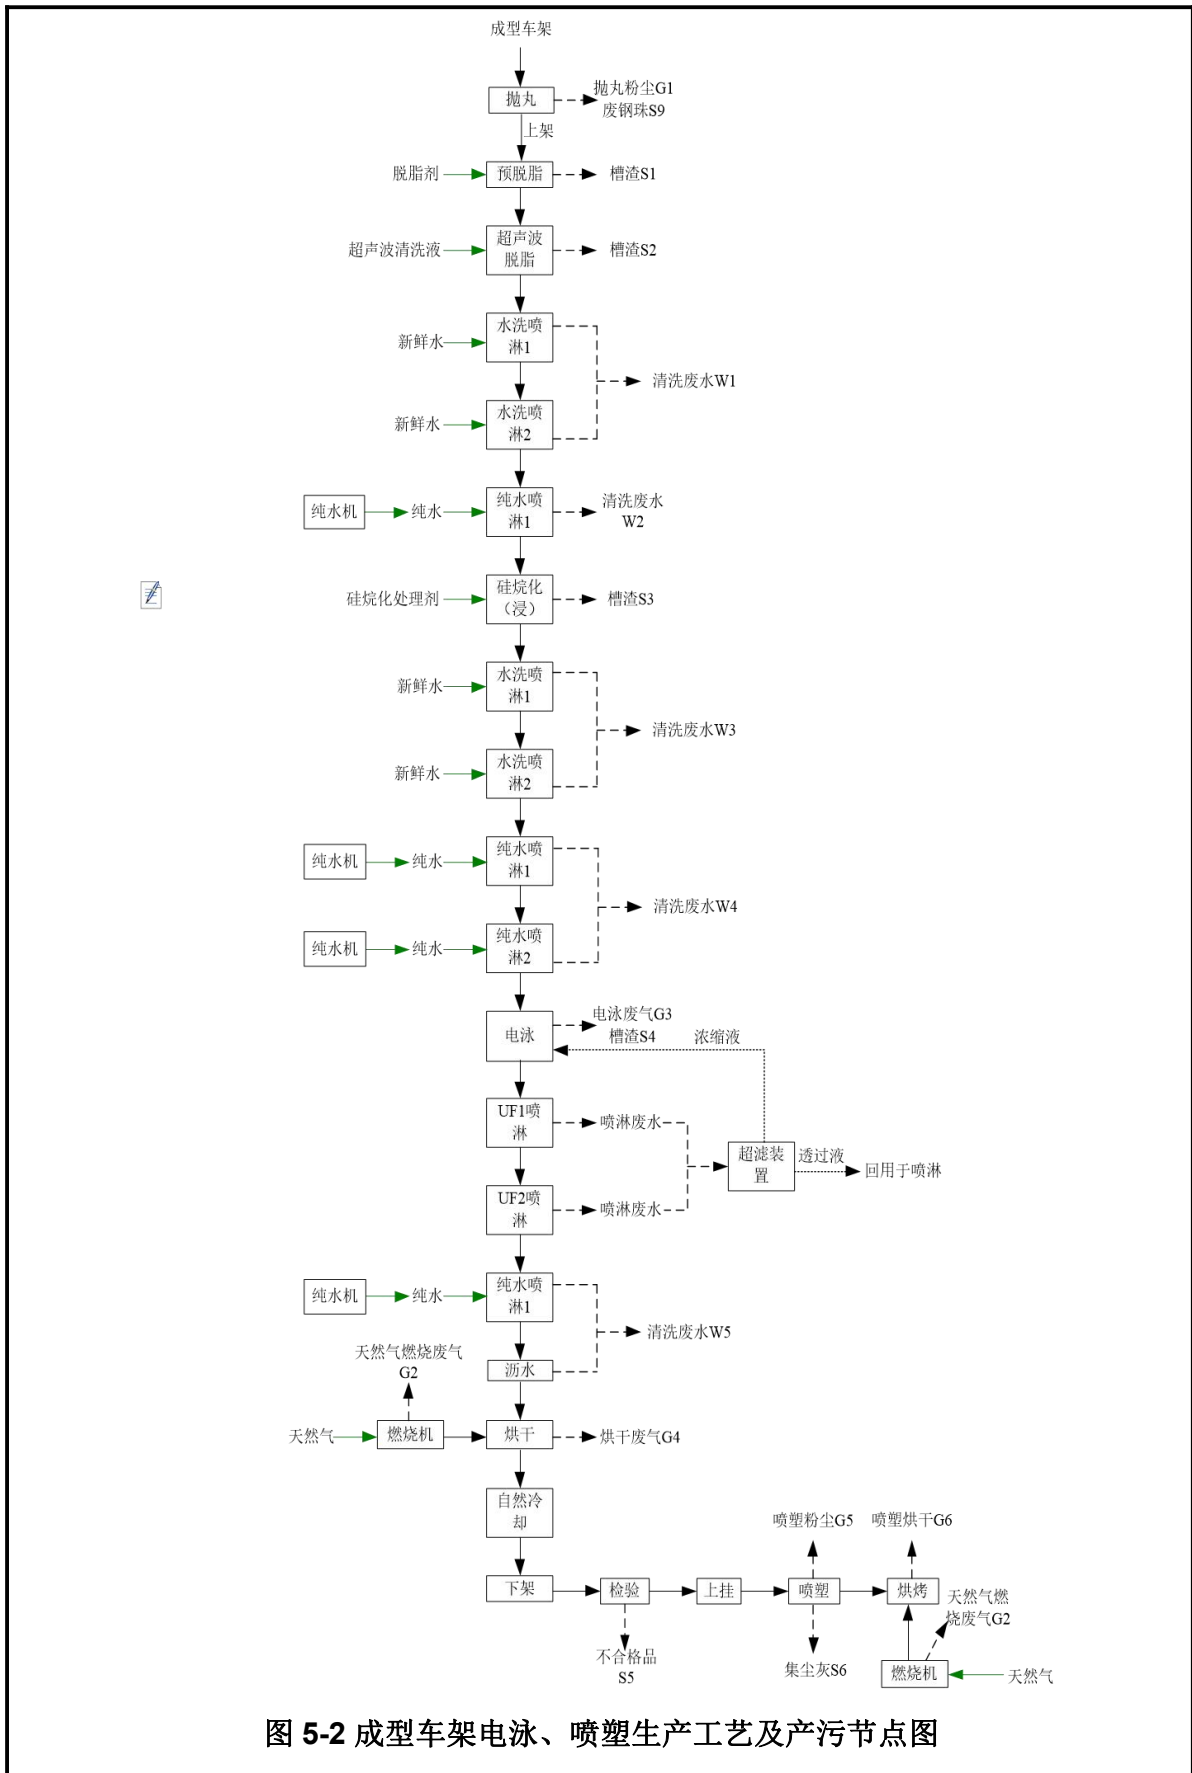 成型车架
抛丸
抛丸粉尘G1
废钢珠S9
上架
脱脂剂
预脱脂
槽渣S1
超声波清洗液
超声波
脱脂
槽渣S2
新鲜水
水洗喷
淋1
清洗废水W1
新鲜水
水洗喷
淋2
纯水机
纯水
纯水喷
淋1
清洗废水
W2
硅烷化处理剂
硅烷化
（浸）
槽渣S3
新鲜水
水洗喷
淋1
清洗废水W3
新鲜水
水洗喷
淋2
纯水机
纯水
纯水喷
淋1
清洗废水W4
纯水机
纯水
纯水喷
淋2
电泳
电泳废气G3
槽渣S4
浓缩液
UF1喷
淋
喷淋废水
超滤装
置
透过液
回用于喷淋
UF2喷
淋
喷淋废水
纯水机
纯水
纯水喷
淋1
清洗废水W5
沥水
天然气燃烧废气
G2
天然气
燃烧机
烘干
烘干废气G4
自然冷
却
喷塑粉尘G5
喷塑烘干G6
下架
检验
上挂
喷塑
烘烤
天然气燃
烧废气G2
不合格品
S5
集尘灰S6
燃烧机
天然气
图 5-2 成型车架电泳、喷塑生产工艺及产污节点图